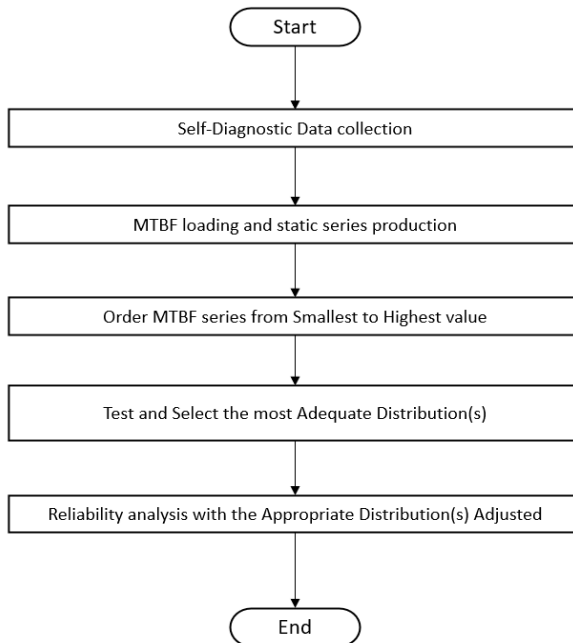 Start
Self-Diagnostic Data collection
MTBF loading and static series production
Order MTBF series from Smallest to Highest value
Test and Select the most Adequate Distribution(s)
Reliability analysis with the Appropriate Distribution(s) Adjusted
End